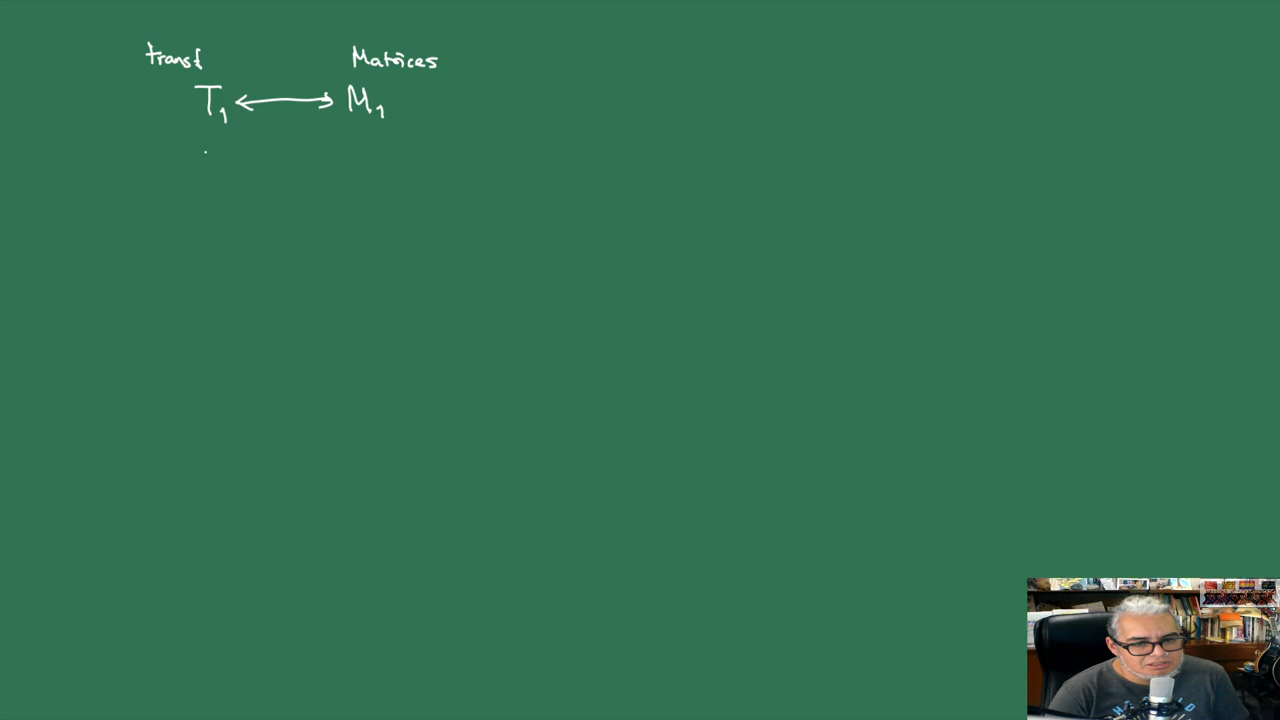 transf Matrices
T₁ ⟷ M₁